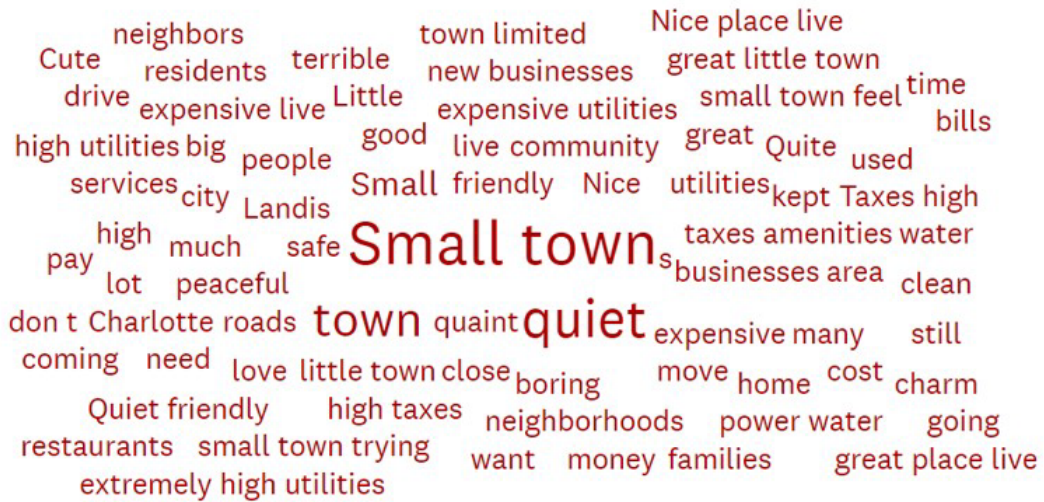 neighbors town limited Nice place live
Cute residents terrible new businesses great little town
drive expensive live Little expensive utilities small town feel time
high utilities big people good live community great Quite used bills
services city Landis Small friendly Nice utilities kept Taxes high
pay high much safe Small town s taxes amenities water
lot peaceful businesses area clean
don t Charlotte roads town quaint quiet expensive many still
coming need love little town close boring move home cost charm
Quiet friendly high taxes neighborhoods power water going
restaurants small town trying want money families great place live
extremely high utilities